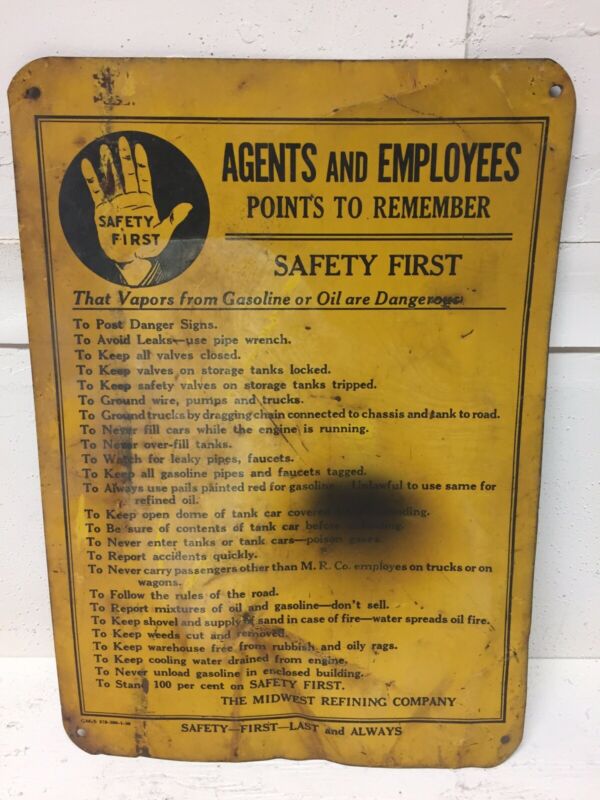 SAFETY
FIRST
AGENTS AND EMPLOYEES
POINTS TO REMEMBER
SAFETY FIRST
That Vapors from Gasoline or Oil are Dangerous
To Post Danger Signs.
To Avoid Leaks—use pipe wrench.
To Keep all valves closed.
To Keep valves on storage tanks locked.
To Keep safety valves on storage tanks tripped.
To Ground wire, pumps and trucks.
To Ground trucks by dragging chain connected to chassis and tank to road.
To Never fill cars while the engine is running.
To Never over-fill tanks.
To Watch for leaky pipes, faucets.
To Keep all gasoline pipes and faucets tagged.
To Always use pails painted red for gasoline. Unlawful to use same for
refined oil.
To Keep open dome of tank car covered
To Be sure of contents of tank car before
To Never enter tanks or tank cars—poison gases.
To Report accidents quickly.
To Never carry passengers other than M. R. Co. employes on trucks or on
wagons.
To Follow the rules of the road.
To Report mixtures of oil and gasoline—don't sell.
To Keep shovel and supply of sand in case of fire—water spreads oil fire.
To Keep weeds cut and removed.
To Keep warehouse free from rubbish and oily rags.
To Keep cooling water drained from engine.
To Never unload gasoline in enclosed building.
To Stand 100 per cent on SAFETY FIRST.
THE MIDWEST REFINING COMPANY
SAFETY—FIRST—LAST and ALWAYS